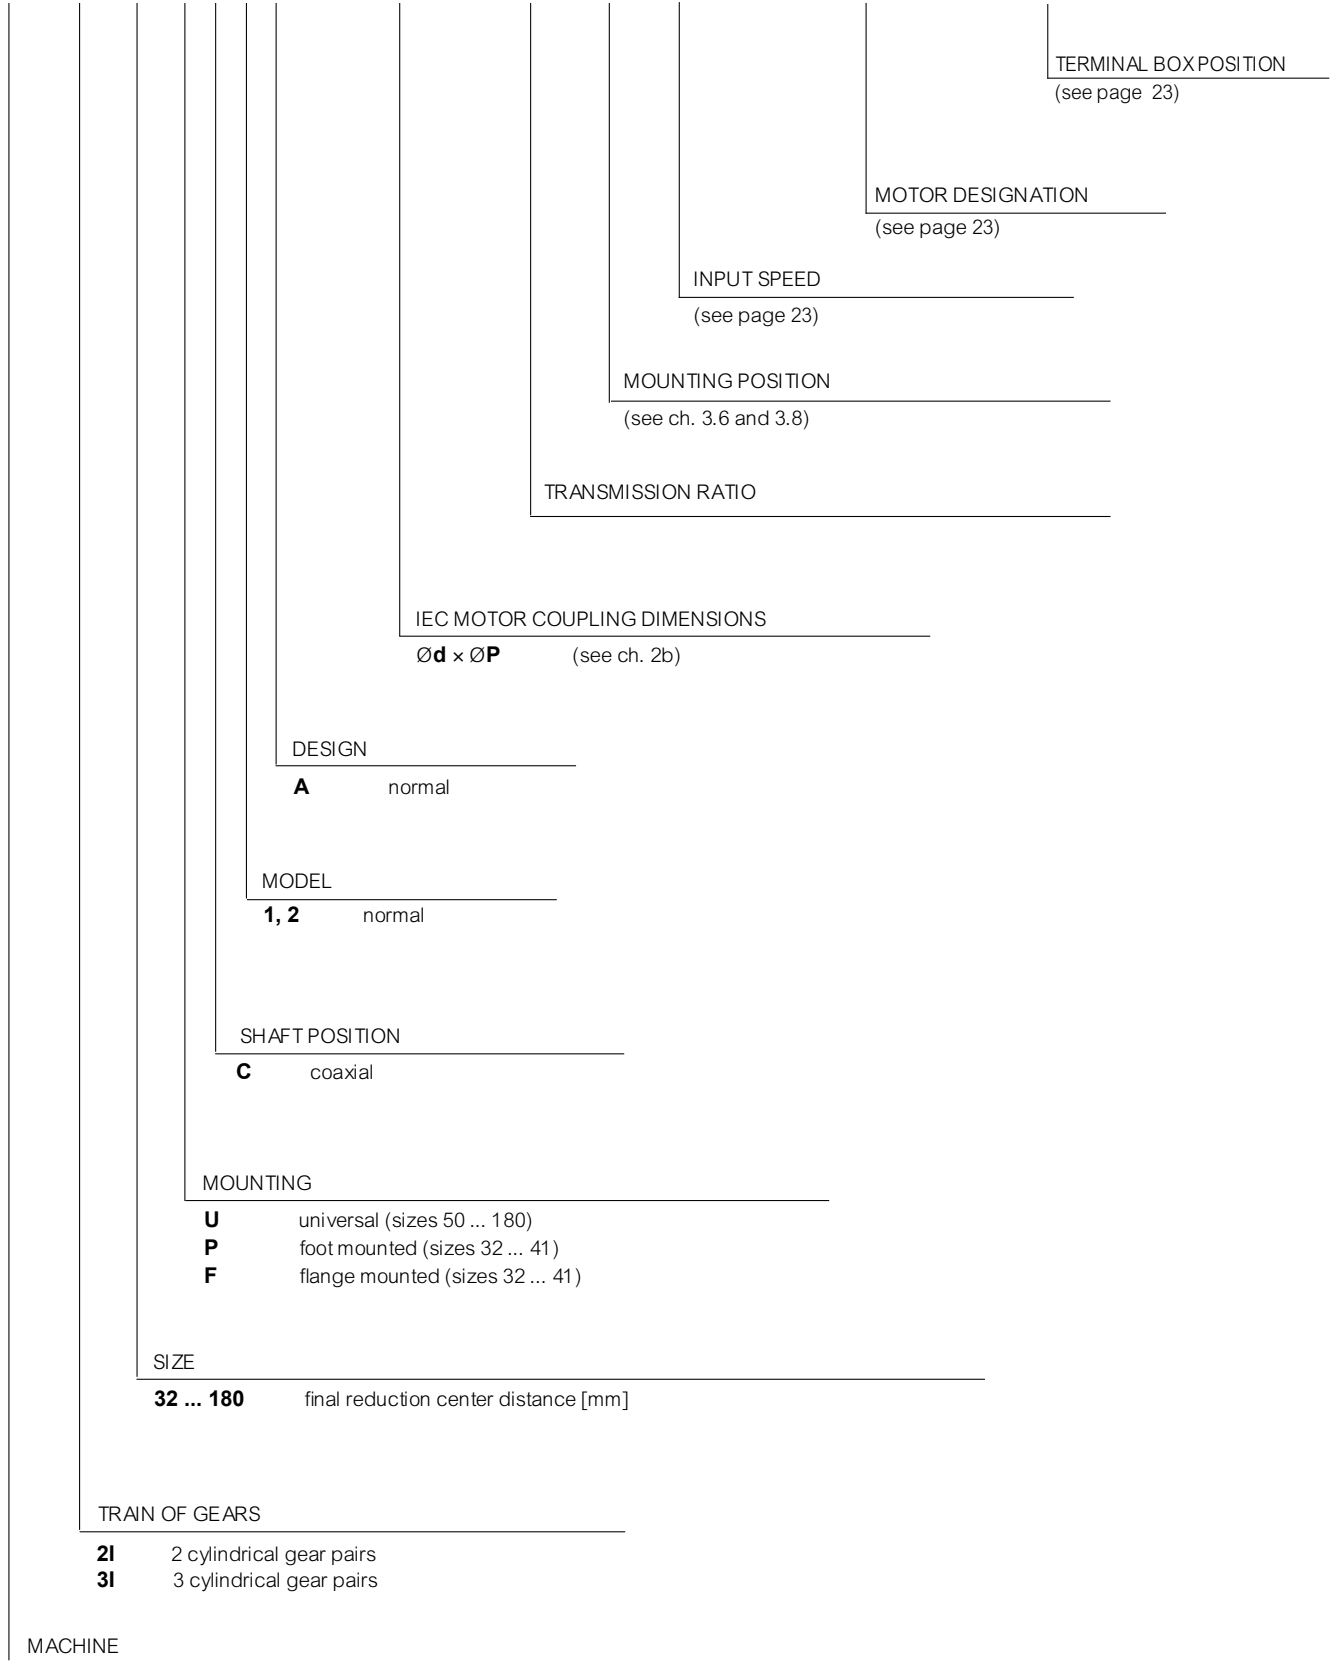 TERMINAL BOX POSITION
(see page 23)
MOTOR DESIGNATION
(see page 23)
INPUT SPEED
(see page 23)
MOUNTING POSITION
(see ch. 3.6 and 3.8)
TRANSMISSION RATIO
IEC MOTOR COUPLING DIMENSIONS
Ød × ØP (see ch. 2b)
DESIGN
A normal
MODEL
1, 2 normal
SHAFT POSITION
C coaxial
MOUNTING
U universal (sizes 50 ... 180)
P foot mounted (sizes 32 ... 41)
F flange mounted (sizes 32 ... 41)
SIZE
32 ... 180 final reduction center distance [mm]
TRAIN OF GEARS
2I 2 cylindrical gear pairs
3I 3 cylindrical gear pairs
MACHINE